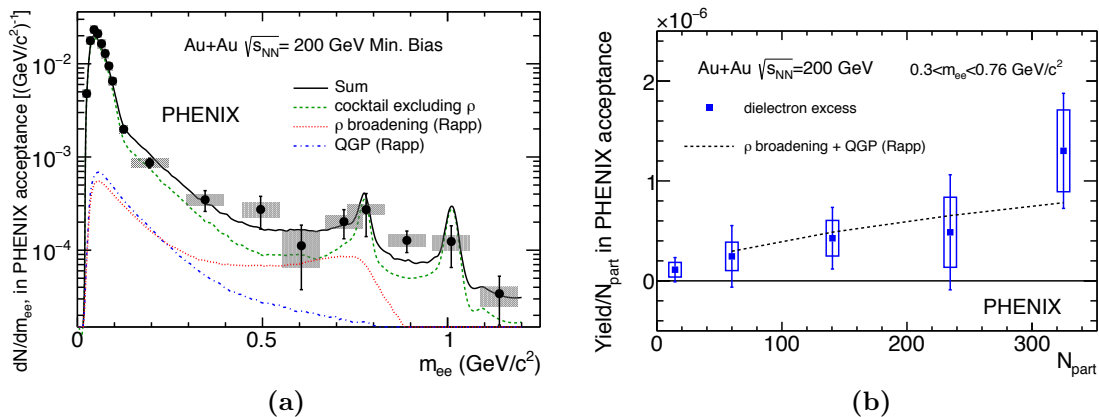 dN/dm_ee, in PHENIX acceptance [(GeV/c²)⁻¹]
10⁻²
10⁻³
10⁻⁴
Au+Au √s_NN= 200 GeV Min. Bias
PHENIX
Sum
cocktail excluding ρ
ρ broadening (Rapp)
QGP (Rapp)
0 0.5 1
m_ee (GeV/c²)
(a)
×10⁻⁶
Yield/N_part in PHENIX acceptance
2
1
0
Au+Au √s_NN=200 GeV 0.3<m_ee<0.76 GeV/c²
dielectron excess
ρ broadening + QGP (Rapp)
PHENIX
0 100 200 300
N_part
(b)